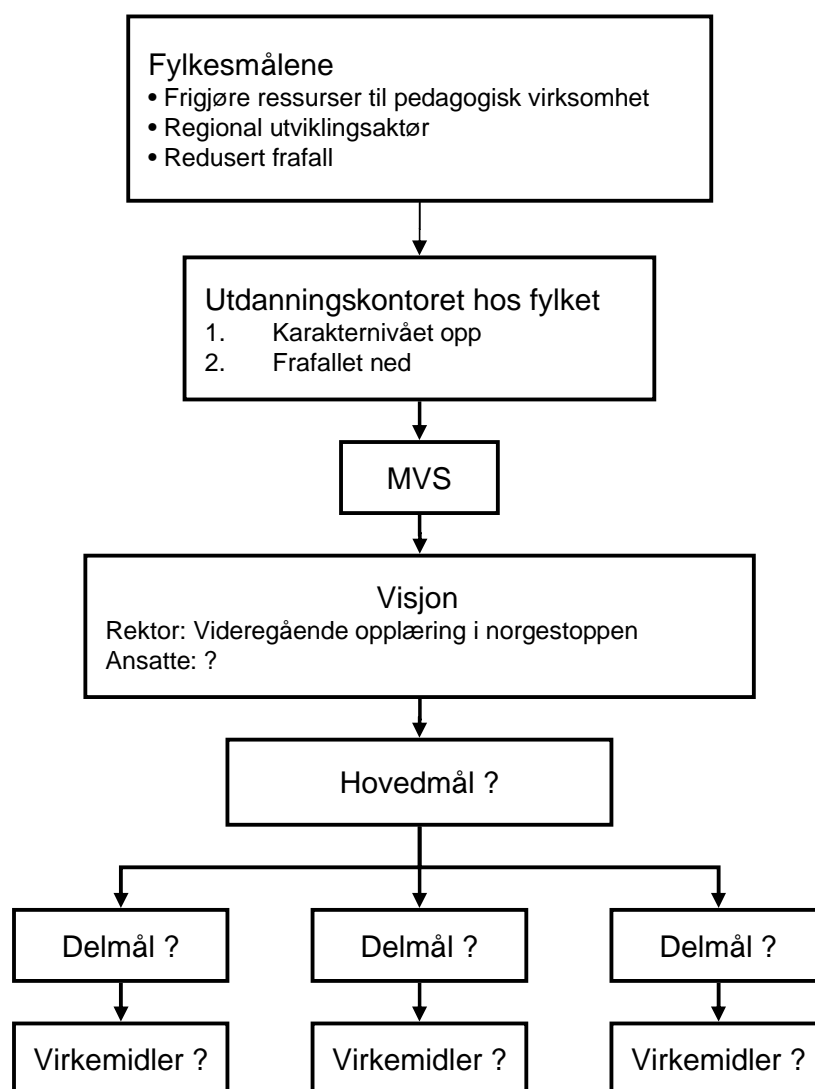 Fylkesmålene
• Frigjøre ressurser til pedagogisk virksomhet
• Regional utviklingsaktør
• Redusert frafall
Utdanningskontoret hos fylket
1. Karakternivået opp
2. Frafallet ned
MVS
Visjon
Rektor: Videregående opplæring i norgestoppen
Ansatte: ?
Hovedmål ?
Delmål ?
Delmål ?
Delmål ?
Virkemidler ?
Virkemidler ?
Virkemidler ?